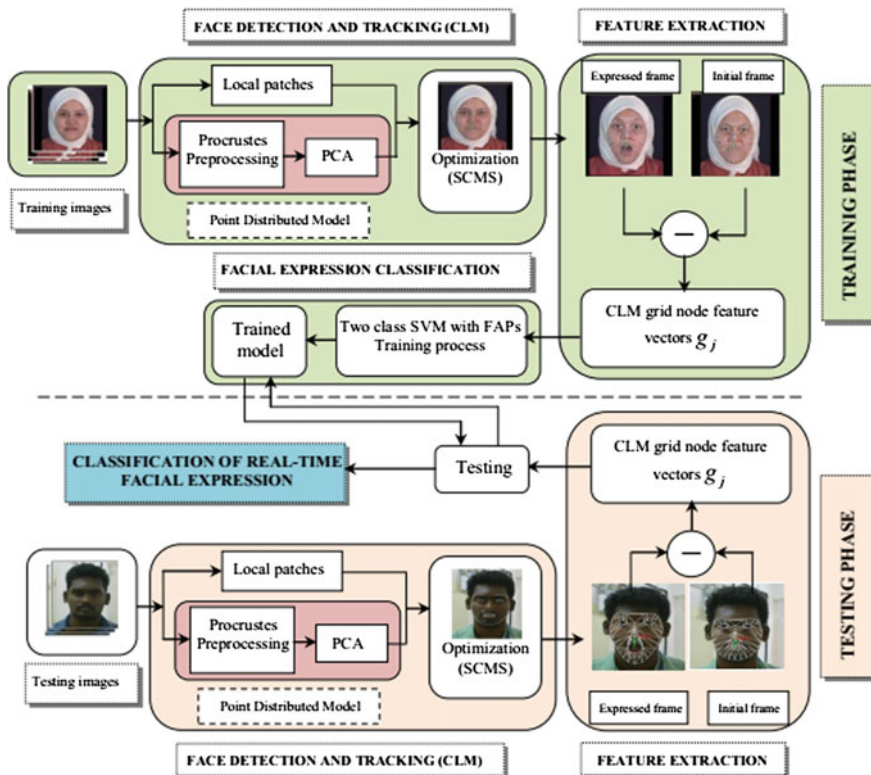 FACE DETECTION AND TRACKING (CLM)
FEATURE EXTRACTION
Training images
Local patches
Procrustes
Preprocessing
PCA
Point Distributed Model
Optimization
(SCMS)
Expressed frame
Initial frame
−
CLM grid node feature
vectors g j
TRAINING PHASE
FACIAL EXPRESSION CLASSIFICATION
Trained
model
Two class SVM with FAPs
Training process
CLASSIFICATION OF REAL-TIME
FACIAL EXPRESSION
Testing
CLM grid node feature
vectors g j
−
TESTING PHASE
Testing images
Local patches
Procrustes
Preprocessing
PCA
Point Distributed Model
Optimization
(SCMS)
Expressed frame
Initial frame
FACE DETECTION AND TRACKING (CLM)
FEATURE EXTRACTION